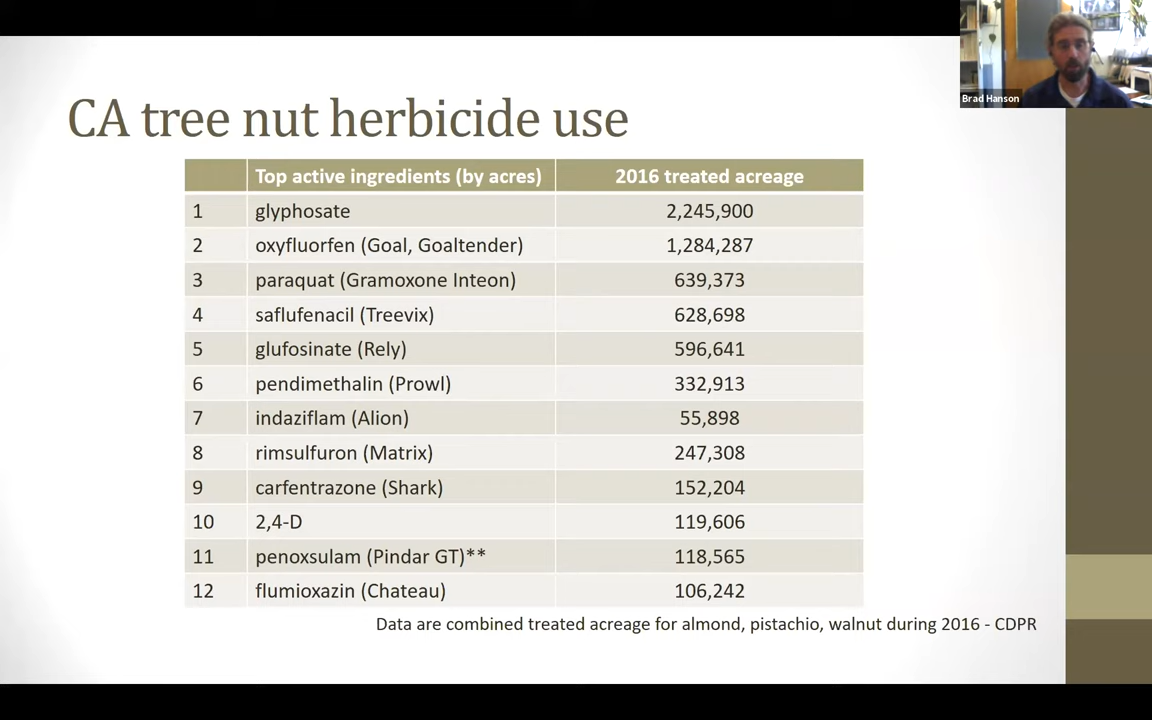 Brad Hanson
CA tree nut herbicide use
Top active ingredients (by acres) 2016 treated acreage
1 glyphosate 2,245,900
2 oxyfluorfen (Goal, Goaltender) 1,284,287
3 paraquat (Gramoxone Inteon) 639,373
4 saflufenacil (Treevix) 628,698
5 glufosinate (Rely) 596,641
6 pendimethalin (Prowl) 332,913
7 indaziflam (Alion) 55,898
8 rimsulfuron (Matrix) 247,308
9 carfentrazone (Shark) 152,204
10 2,4-D 119,606
11 penoxsulam (Pindar GT)** 118,565
12 flumioxazin (Chateau) 106,242
Data are combined treated acreage for almond, pistachio, walnut during 2016 - CDPR